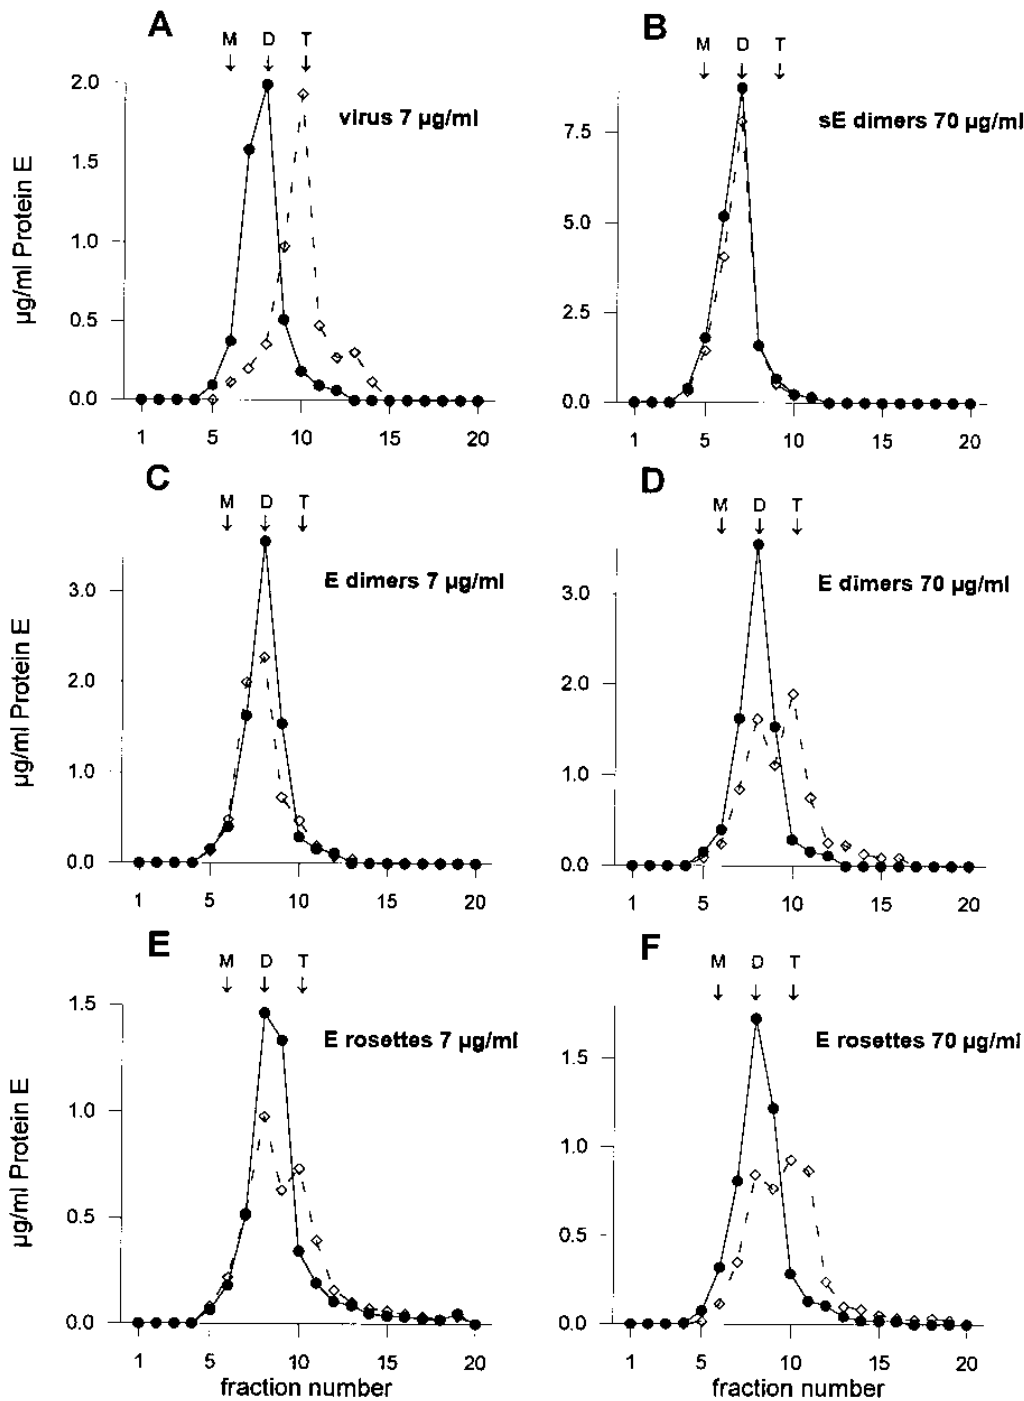 A
M D T
virus 7 µg/ml
µg/ml Protein E
2.0
1.5
1.0
0.5
0.0
1 5 10 15 20
B
M D T
sE dimers 70 µg/ml
7.5
5.0
2.5
0.0
1 5 10 15 20
C
M D T
E dimers 7 µg/ml
µg/ml Protein E
3.0
2.0
1.0
0.0
1 5 10 15 20
D
M D T
E dimers 70 µg/ml
3.0
2.0
1.0
0.0
1 5 10 15 20
E
M D T
E rosettes 7 µg/ml
µg/ml Protein E
1.5
1.0
0.5
0.0
1 5 10 15 20
fraction number
F
M D T
E rosettes 70 µg/ml
1.5
1.0
0.5
0.0
1 5 10 15 20
fraction number